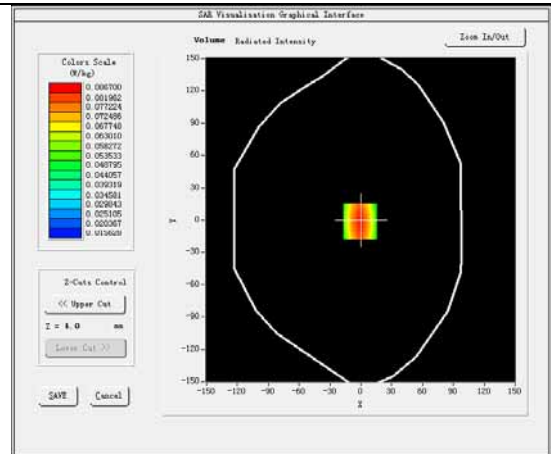 SAR Visualisation Graphical Interface
Volume Radiated Intensity
Zoom In/Out
Colors Scale
(W/kg)
0.086700
0.081962
0.077224
0.072486
0.067748
0.063010
0.058272
0.053533
0.048795
0.044057
0.039319
0.034581
0.029843
0.025105
0.020367
0.015629
Z-Cuts Control
<< Upper Cut
Z = 4.0 mm
Lower Cut >>
SAVE
Cancel
150
120
90
60
30
0
-30
-60
-90
-120
-150
Y
-150 -120 -90 -60 -30 0 30 60 90 120 150
X